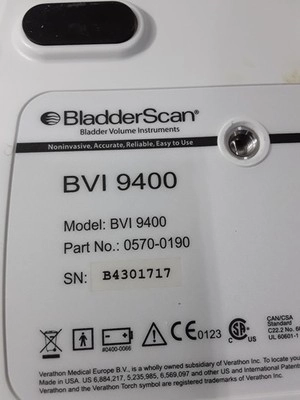 BladderScan®
Bladder Volume Instruments
Noninvasive, Accurate, Reliable, Easy to Use
BVI 9400
Model: BVI 9400
Part No.: 0570-0190
SN: B4301717
#0400-0066
CE 0123
CSA
CAN/CSA
Standard
C22.2 No. 60
UL 60601-1
Verathon Medical Europe B.V., is a wholly owned subsidiary of Verathon Inc. To locate you
Made in USA. US 6,884,217, 5,235,985, 6,569,097 and other US and International Patents
Verathon and the Verathon Torch symbol are registered trademarks of Verathon Inc.